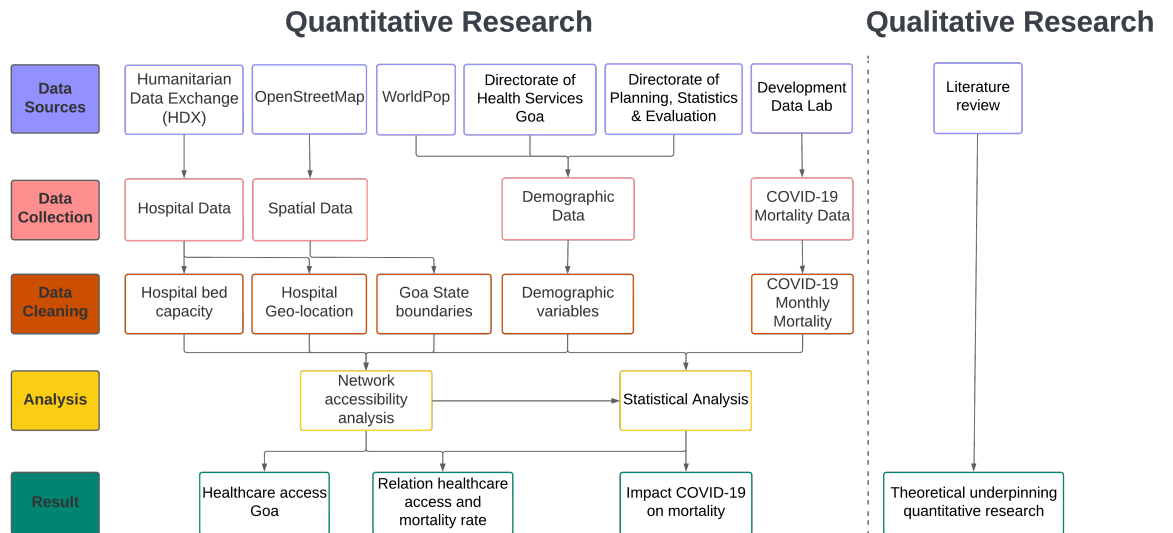 Quantitative Research
Qualitative Research
Data
Sources
Humanitarian
Data Exchange
(HDX)
OpenStreetMap
WorldPop
Directorate of
Health Services
Goa
Directorate of
Planning, Statistics
& Evaluation
Development
Data Lab
Literature
review
Data
Collection
Hospital Data
Spatial Data
Demographic
Data
COVID-19
Mortality Data
Data
Cleaning
Hospital bed
capacity
Hospital
Geo-location
Goa State
boundaries
Demographic
variables
COVID-19
Monthly
Mortality
Analysis
Network
accessibility
analysis
Statistical Analysis
Result
Healthcare access
Goa
Relation healthcare
access and
mortality rate
Impact COVID-19
on mortality
Theoretical underpinning
quantitative research